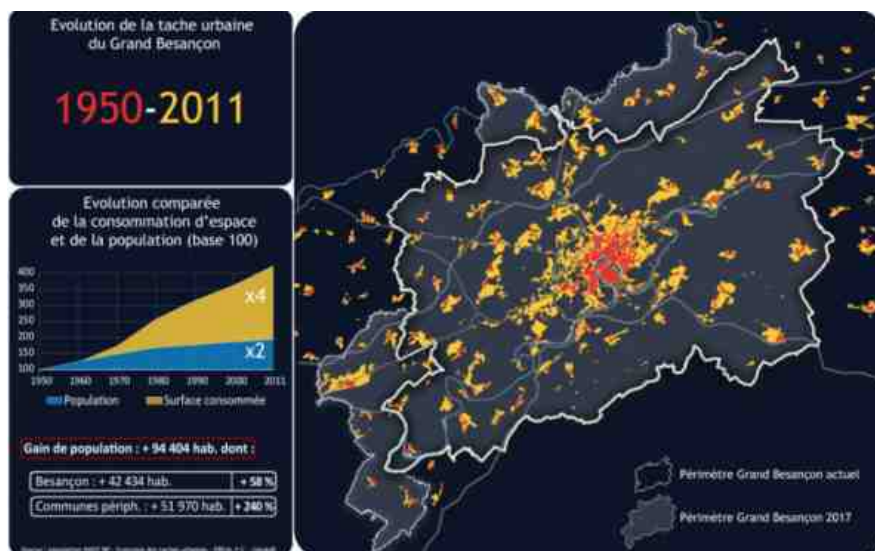 Evolution de la tache urbaine
du Grand Besançon
1950-2011
Evolution comparée
de la consommation d'espace
et de la population (base 100)
400
350
300
250
200
150
100
x4
x2
1950 1960 1970 1980 1990 2000 2011
Population Surface consommée
Gain de population : + 94 404 hab. dont :
Besançon : + 42 434 hab. + 58 %
Communes périph. : + 51 970 hab. + 240 %
Périmètre Grand Besançon actuel
Périmètre Grand Besançon 2017